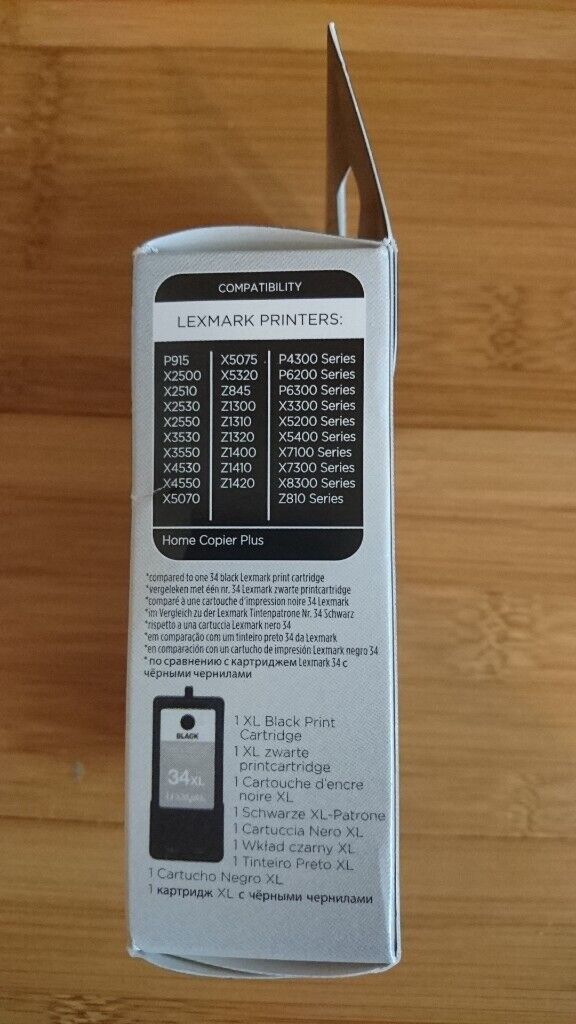 COMPATIBILITY
LEXMARK PRINTERS:
P915
X2500
X2510
X2530
X2550
X3530
X3550
X4530
X4550
X5070
X5075
X5320
Z845
Z1300
Z1310
Z1320
Z1400
Z1410
Z1420
P4300 Series
P6200 Series
P6300 Series
X3300 Series
X5200 Series
X5400 Series
X7100 Series
X7300 Series
X8300 Series
Z810 Series
Home Copier Plus
*compared to one 34 black Lexmark print cartridge
*vergeleken met één nr. 34 Lexmark zwarte printcartridge
*comparé à une cartouche d'impression noire 34 Lexmark
*im Vergleich zu der Lexmark Tintenpatrone Nr. 34 Schwarz
*rispetto a una cartuccia Lexmark nero 34
*em comparação com um tinteiro preto 34 da Lexmark
*en comparación con un cartucho de impresión Lexmark negro 34
* по сравнению с картриджем Lexmark 34 с
чёрными чернилами
BLACK
34XL
1 XL Black Print
Cartridge
1 XL zwarte
printcartridge
1 Cartouche d'encre
noire XL
1 Schwarze XL-Patrone
1 Cartuccia Nero XL
1 Wkład czarny XL
1 Tinteiro Preto XL
1 Cartucho Negro XL
1 картридж XL с чёрными чернилами